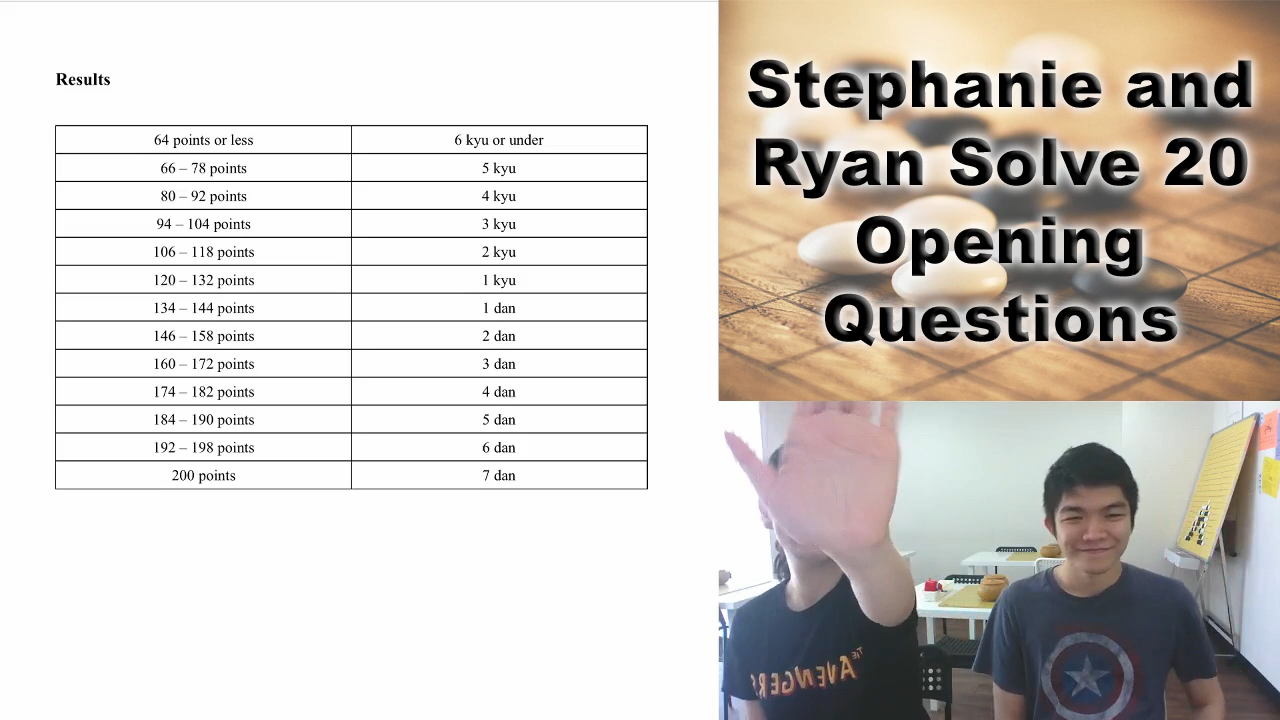 Results
64 points or less 6 kyu or under
66 – 78 points 5 kyu
80 – 92 points 4 kyu
94 – 104 points 3 kyu
106 – 118 points 2 kyu
120 – 132 points 1 kyu
134 – 144 points 1 dan
146 – 158 points 2 dan
160 – 172 points 3 dan
174 – 182 points 4 dan
184 – 190 points 5 dan
192 – 198 points 6 dan
200 points 7 dan
Stephanie and
Ryan Solve 20
Opening
Questions
THE
AVENGERS